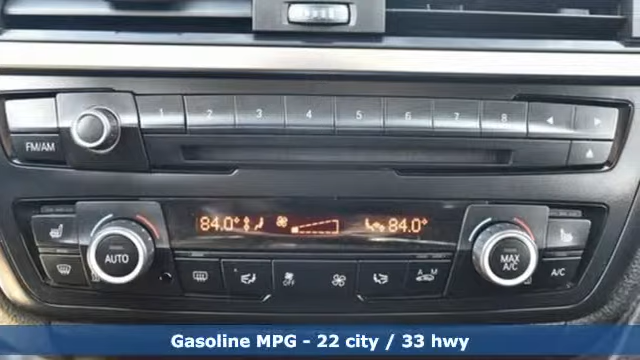 1 2 3 4 5 6 7 8
FM/AM
84.0° 84.0°
AUTO
MAX
A/C
OFF
A M
A/C
Gasoline MPG - 22 city / 33 hwy